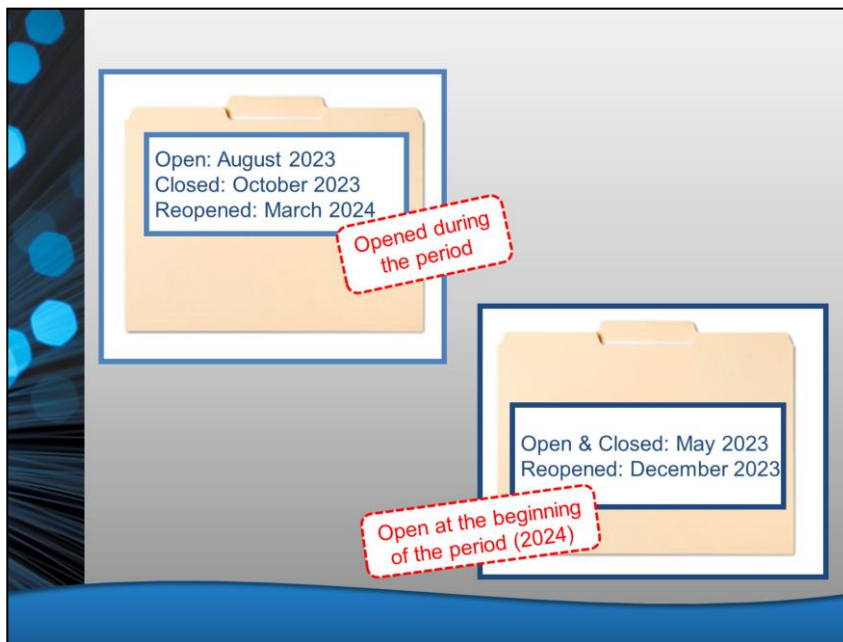 Open: August 2023
Closed: October 2023
Reopened: March 2024
Opened during
the period
Open & Closed: May 2023
Reopened: December 2023
Open at the beginning
of the period (2024)